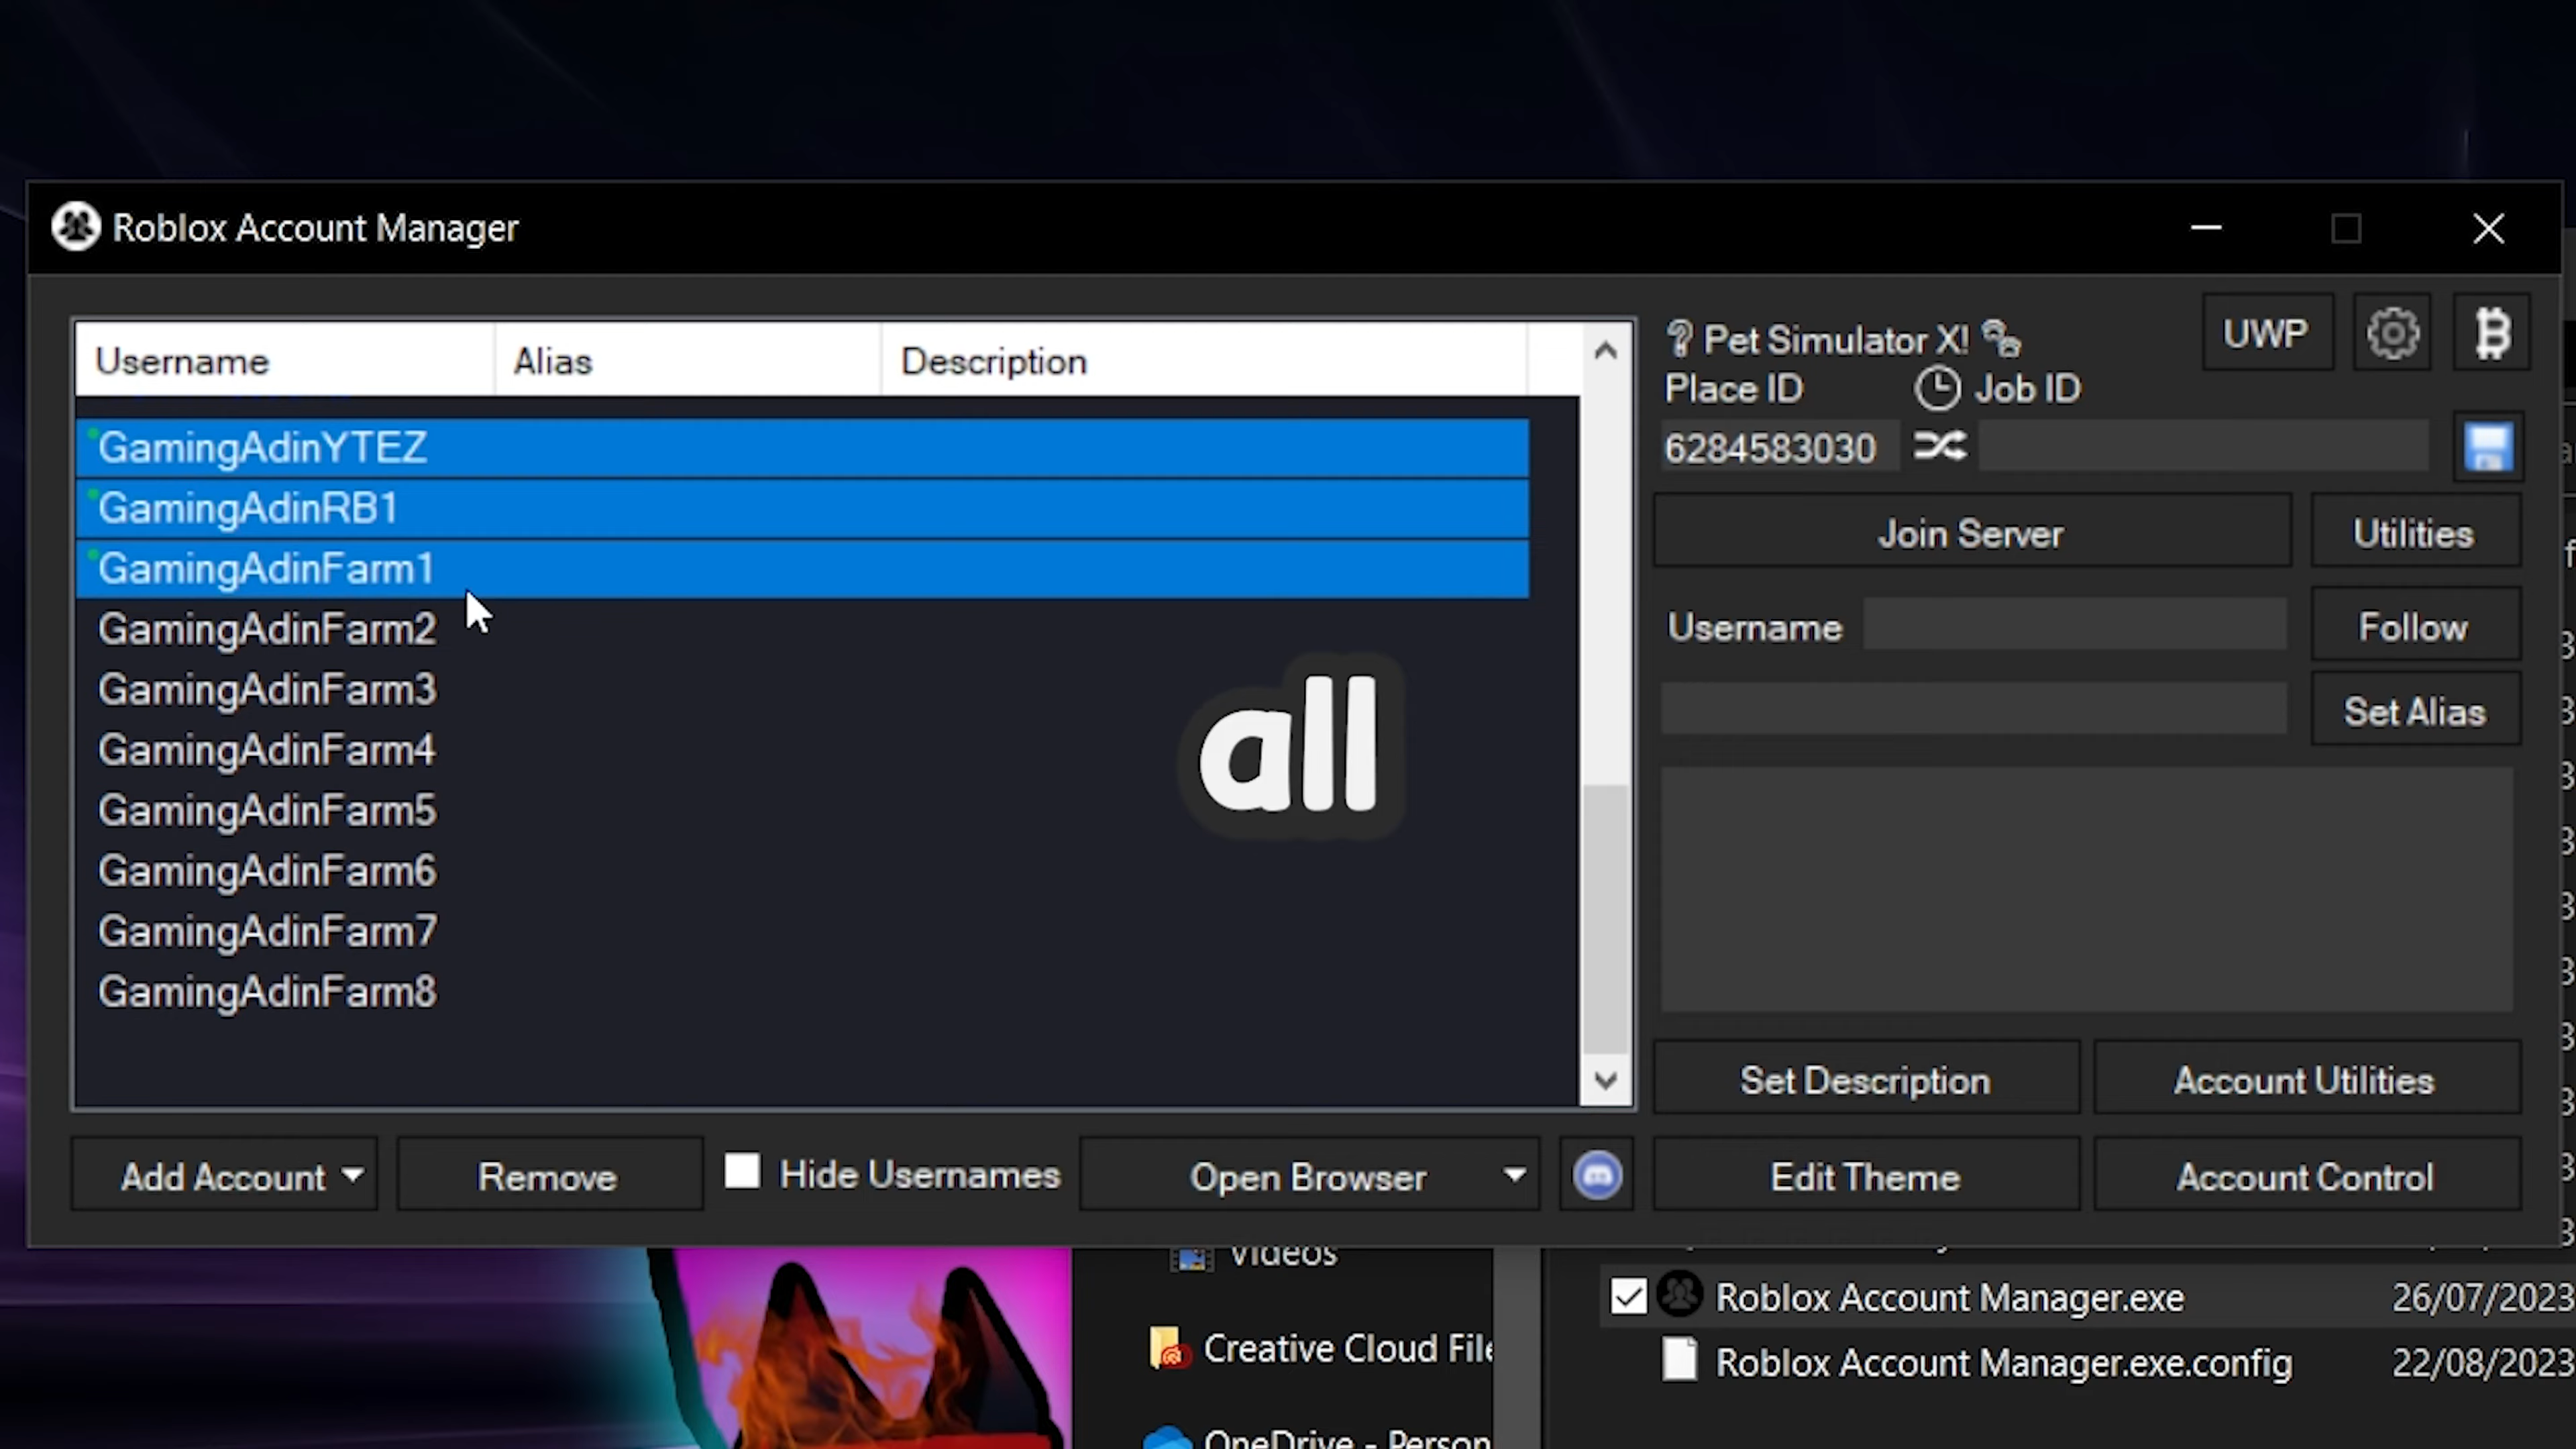 Roblox Account Manager
Username Alias Description
GamingAdinYTEZ
GamingAdinRB1
GamingAdinFarm1
GamingAdinFarm2
GamingAdinFarm3
GamingAdinFarm4
GamingAdinFarm5
GamingAdinFarm6
GamingAdinFarm7
GamingAdinFarm8
all
Pet Simulator X!
UWP
Place ID Job ID
6284583030
Join Server Utilities
Username Follow
Set Alias
Set Description Account Utilities
Add Account Remove Hide Usernames Open Browser Edit Theme Account Control
Videos
Roblox Account Manager.exe 26/07/2023
Creative Cloud File
Roblox Account Manager.exe.config 22/08/2023
OneDrive - Person